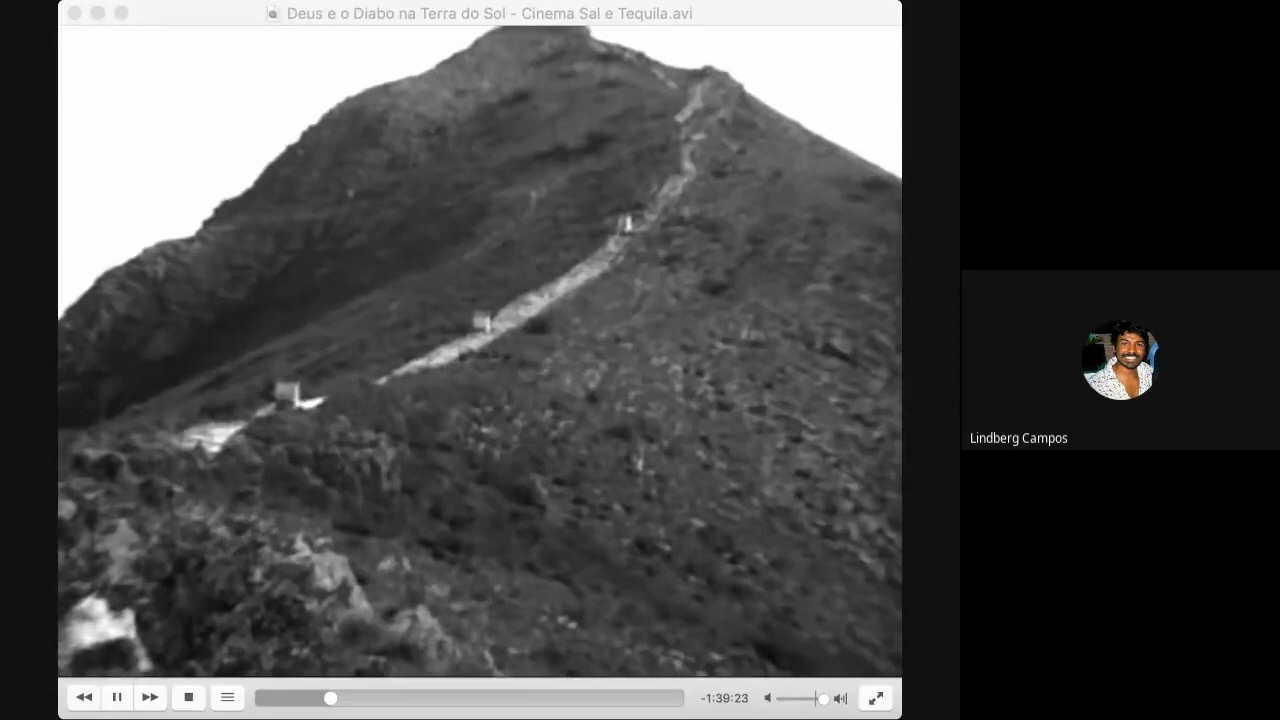 Deus e o Diabo na Terra do Sol - Cinema Sal e Tequila.avi
Lindberg Campos
-1:39:23